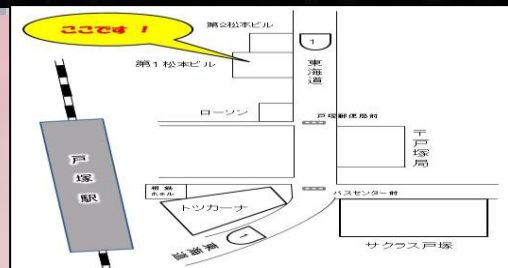 ここです！
第2松本ビル
1
東海道
第1松本ビル
ローソン
戸塚郵便局前
〒戸塚局
戸塚駅
相鉄
ホテル
バスセンター前
トツカーナ
東海道
1
サクラス戸塚